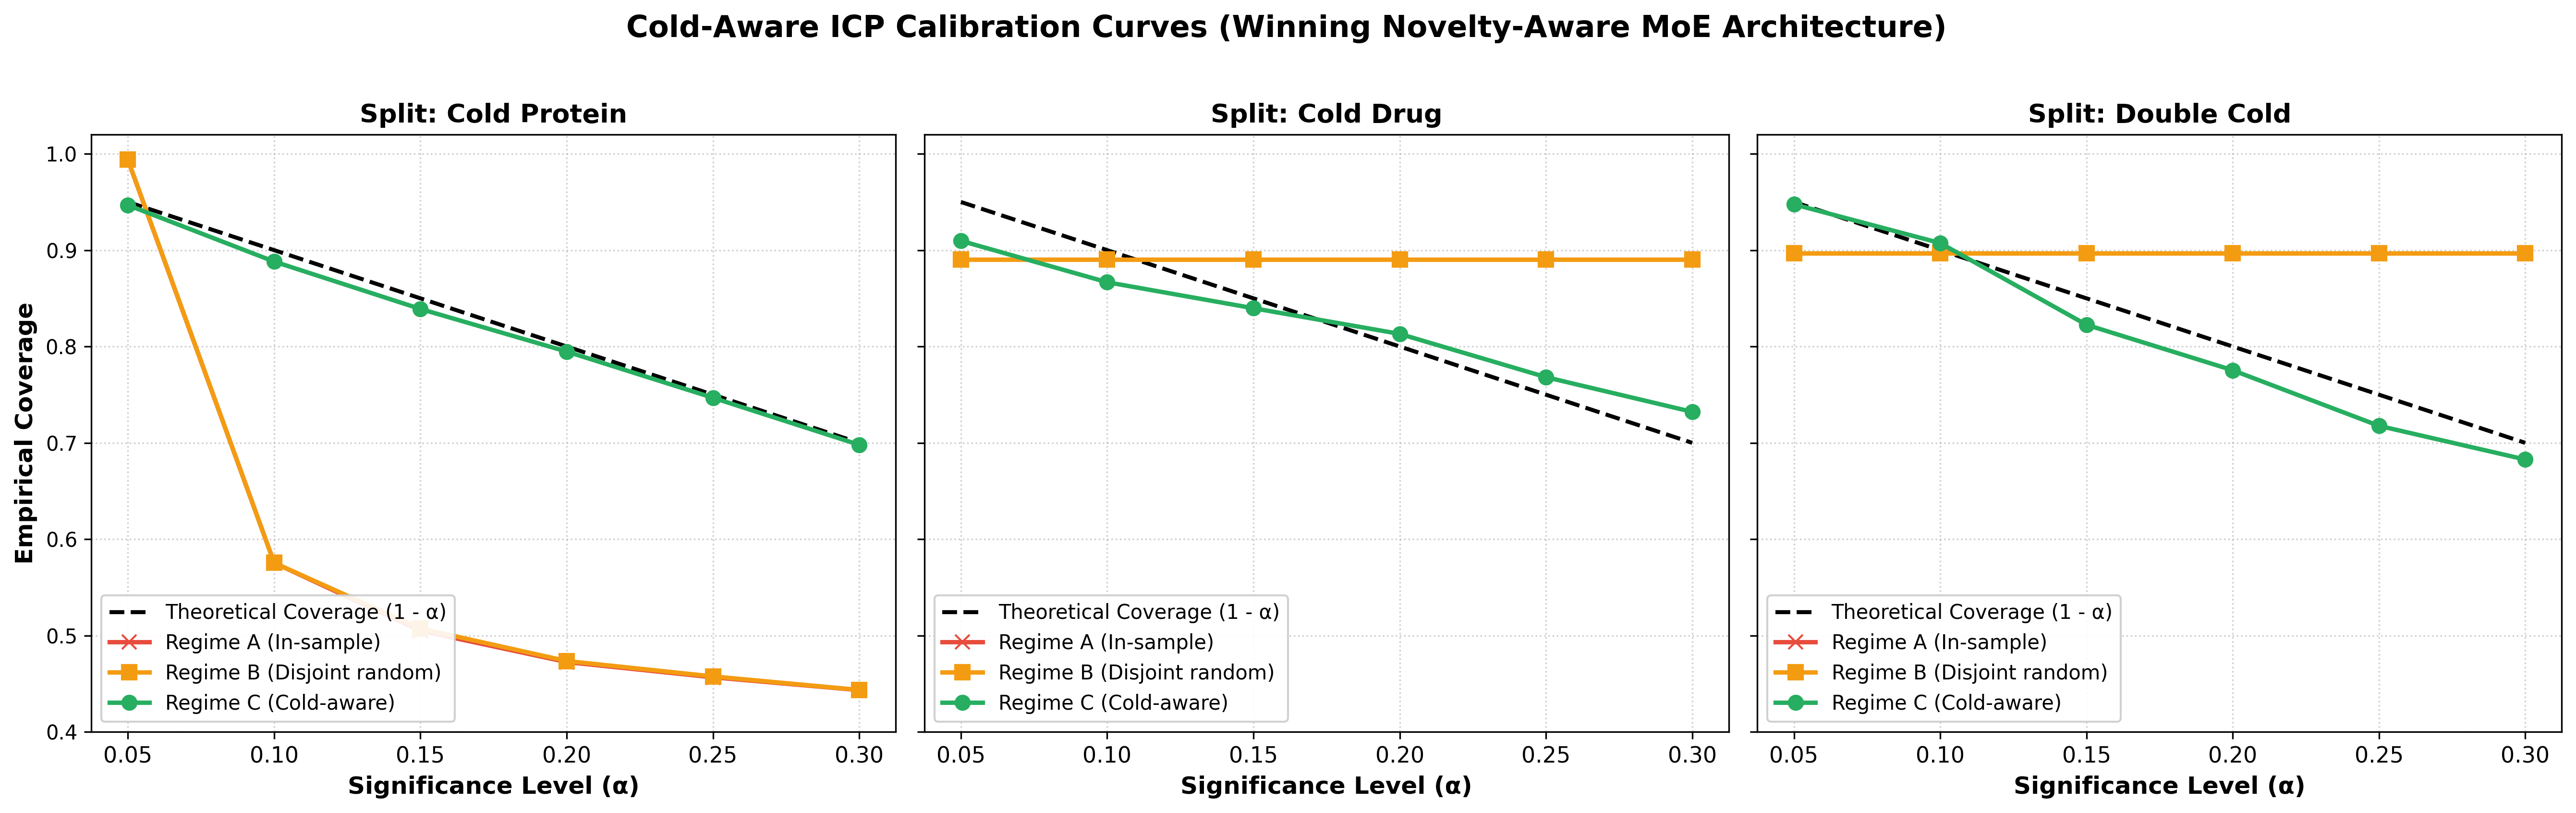 Cold-Aware ICP Calibration Curves (Winning Novelty-Aware MoE Architecture)
Split: Cold Protein
Empirical Coverage
1.0
0.9
0.8
0.7
0.6
0.5
0.4
Theoretical Coverage (1 - α)
Regime A (In-sample)
Regime B (Disjoint random)
Regime C (Cold-aware)
0.05 0.10 0.15 0.20 0.25 0.30
Significance Level (α)
Split: Cold Drug
Theoretical Coverage (1 - α)
Regime A (In-sample)
Regime B (Disjoint random)
Regime C (Cold-aware)
0.05 0.10 0.15 0.20 0.25 0.30
Significance Level (α)
Split: Double Cold
Theoretical Coverage (1 - α)
Regime A (In-sample)
Regime B (Disjoint random)
Regime C (Cold-aware)
0.05 0.10 0.15 0.20 0.25 0.30
Significance Level (α)